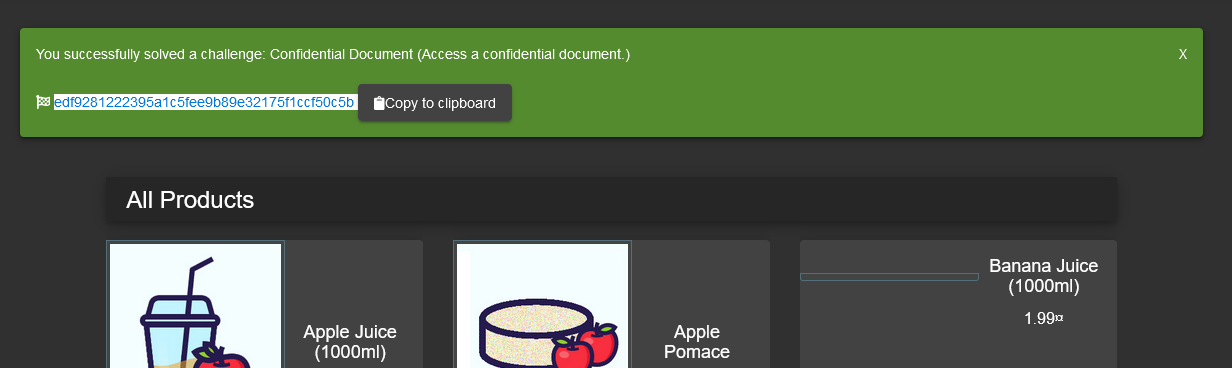 You successfully solved a challenge: Confidential Document (Access a confidential document.)
X
edf9281222395a1c5fee9b89e32175f1ccf50c5b
Copy to clipboard
All Products
Apple Juice
(1000ml)
Apple
Pomace
Banana Juice
(1000ml)
1.99¤